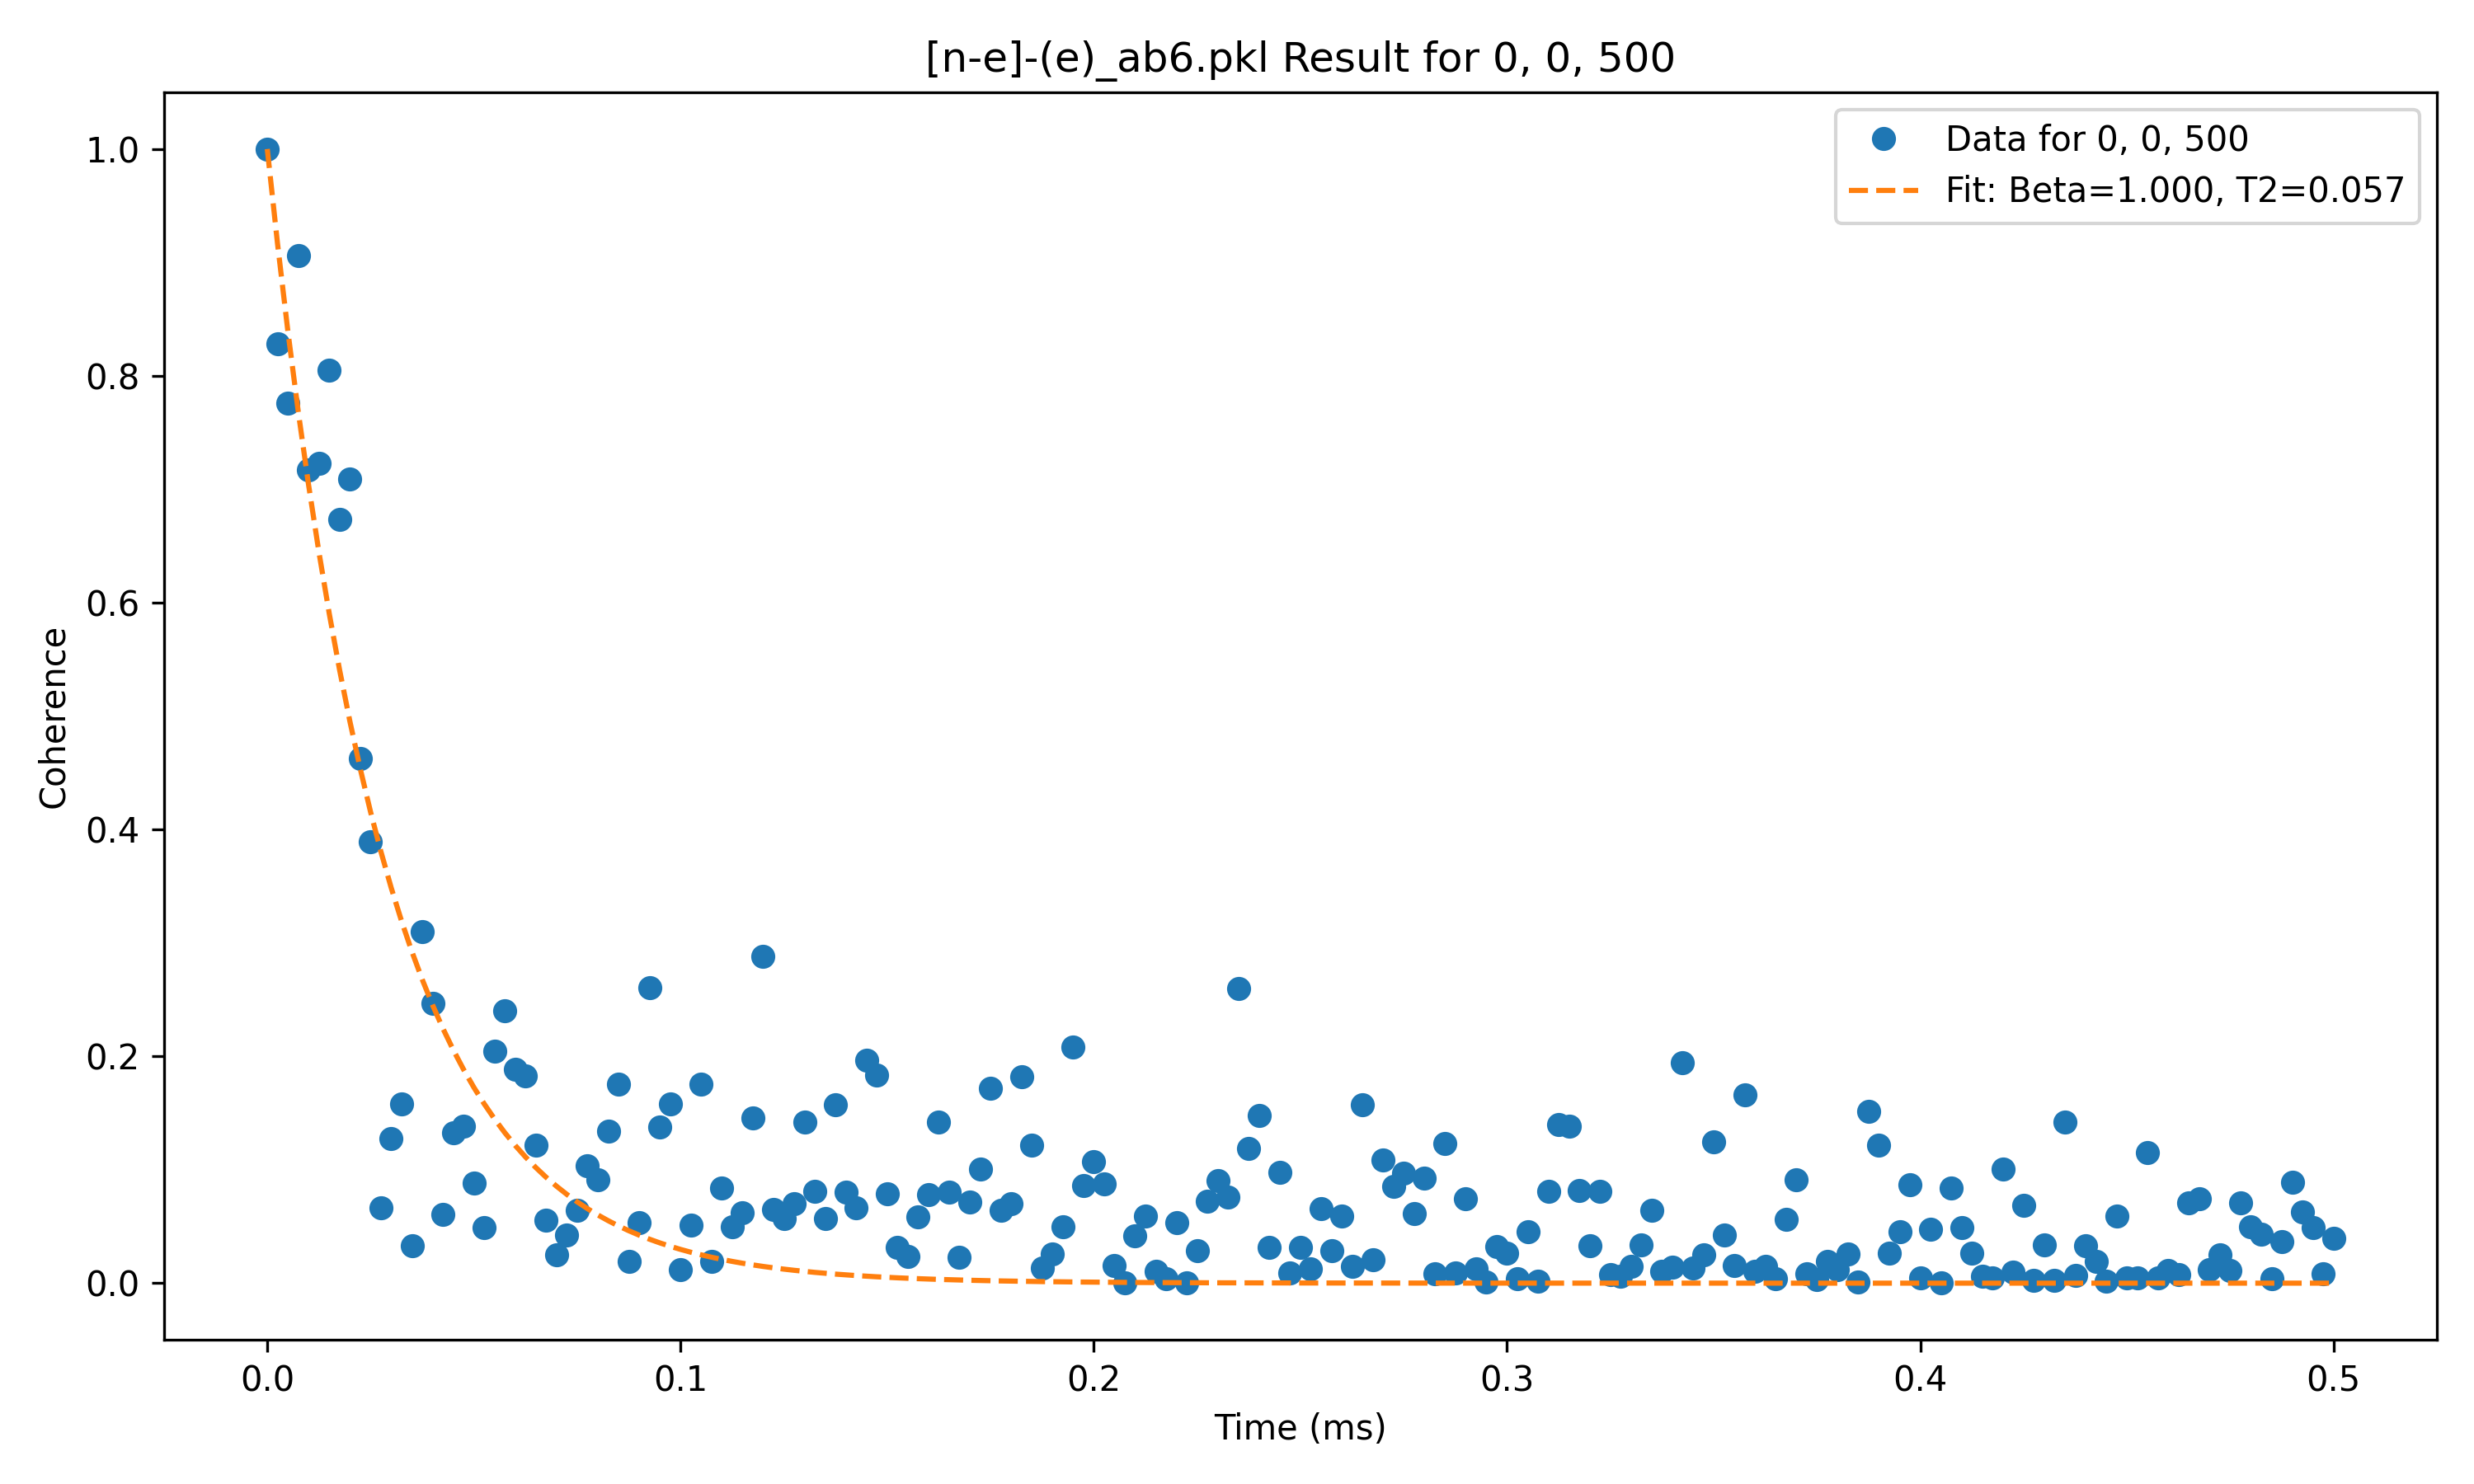 [n-e]-(e)_ab6.pkl Result for 0, 0, 500
Data for 0, 0, 500
Fit: Beta=1.000, T2=0.057
Coherence
1.0
0.8
0.6
0.4
0.2
0.0
0.0 0.1 0.2 0.3 0.4 0.5
Time (ms)